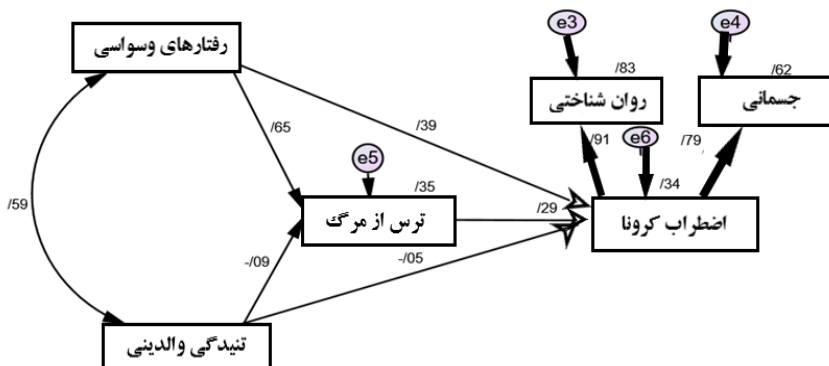 e3
e4
رفتارهای وسواسی
/83
/62
روان شناختی
جسمانی
/65
/39
/91
e6
/79
e5
/35
/34
/59
ترس از مرگ
/29
اضطراب کرونا
-/09
-/05
تنیدگی والدینی